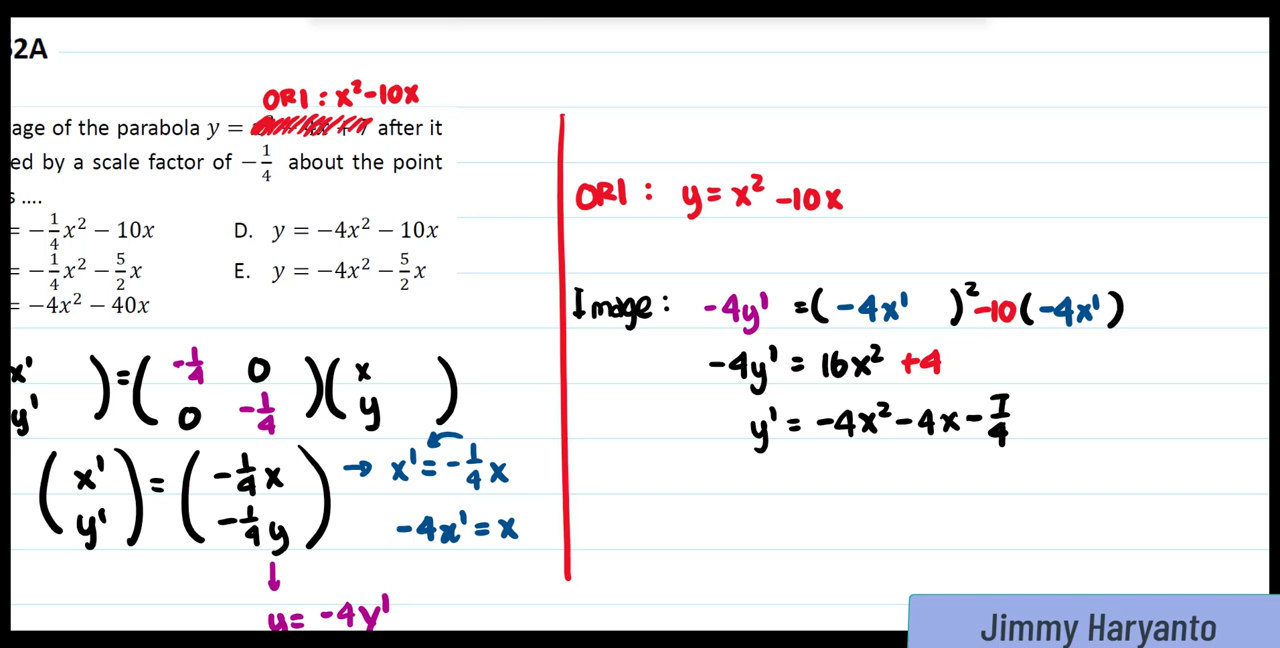 62A
ORI : x²-10x
age of the parabola y = after it
ed by a scale factor of −1/4 about the point
s ....
= −1/4x² − 10x
D. y = −4x² − 10x
= −1/4x² − 5/2x
E. y = −4x² − 5/2x
= −4x² − 40x
x' ) = ( -1/4 0 ) ( x )
y' 0 -1/4 y
( x' ) = ( -1/4 x ) → x' = -1/4 x
( y' ) ( -1/4 y ) -4x' = x
↓
y = -4y'
ORI : y = x² -10x
Image : -4y' = ( -4x' )² -10 ( -4x' )
-4y' = 16x² +4
y' = -4x² - 4x - 7/4
Jimmy Haryanto